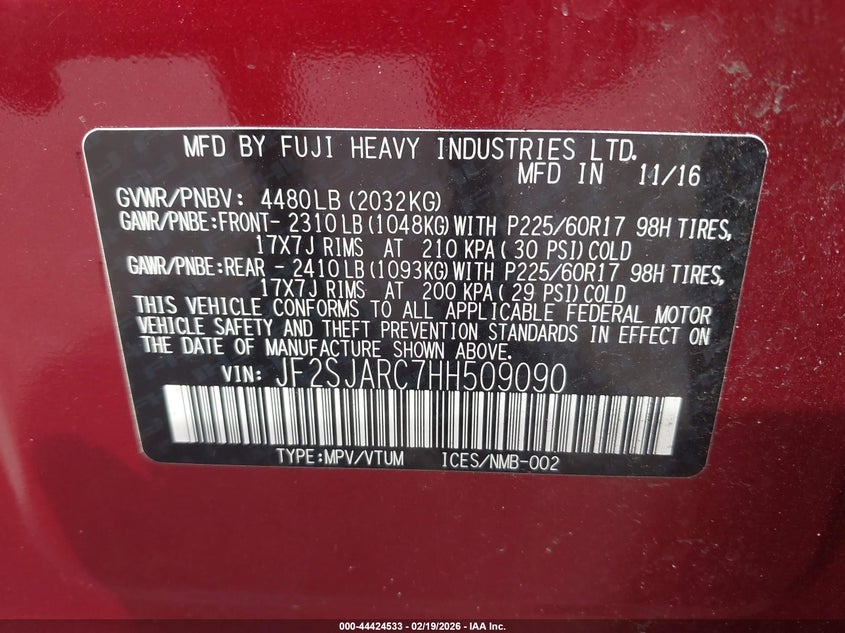 MFD BY FUJI HEAVY INDUSTRIES LTD.
MFD IN 11/16
GVWR/PNBV: 4480LB(2032KG)
GAWR/PNBE:FRONT- 2310LB(1048KG)WITH P225/60R17 98H TIRES,
17X7J RIMS AT 210 KPA(30 PSI)COLD
GAWR/PNBE:REAR - 2410LB(1093KG)WITH P225/60R17 98H TIRES,
17X7J RIMS AT 200 KPA(29 PSI)COLD
THIS VEHICLE CONFORMS TO ALL APPLICABLE FEDERAL MOTOR
VEHICLE SAFETY AND THEFT PREVENTION STANDARDS IN EFFECT ON
THE DATE OF MANUFACTURE SHOWN ABOVE.
VIN: JF2SJARC7HH509090
TYPE:MPV/VTUM ICES/NMB-002
000-44424533 - 02/19/2026 - IAA Inc.